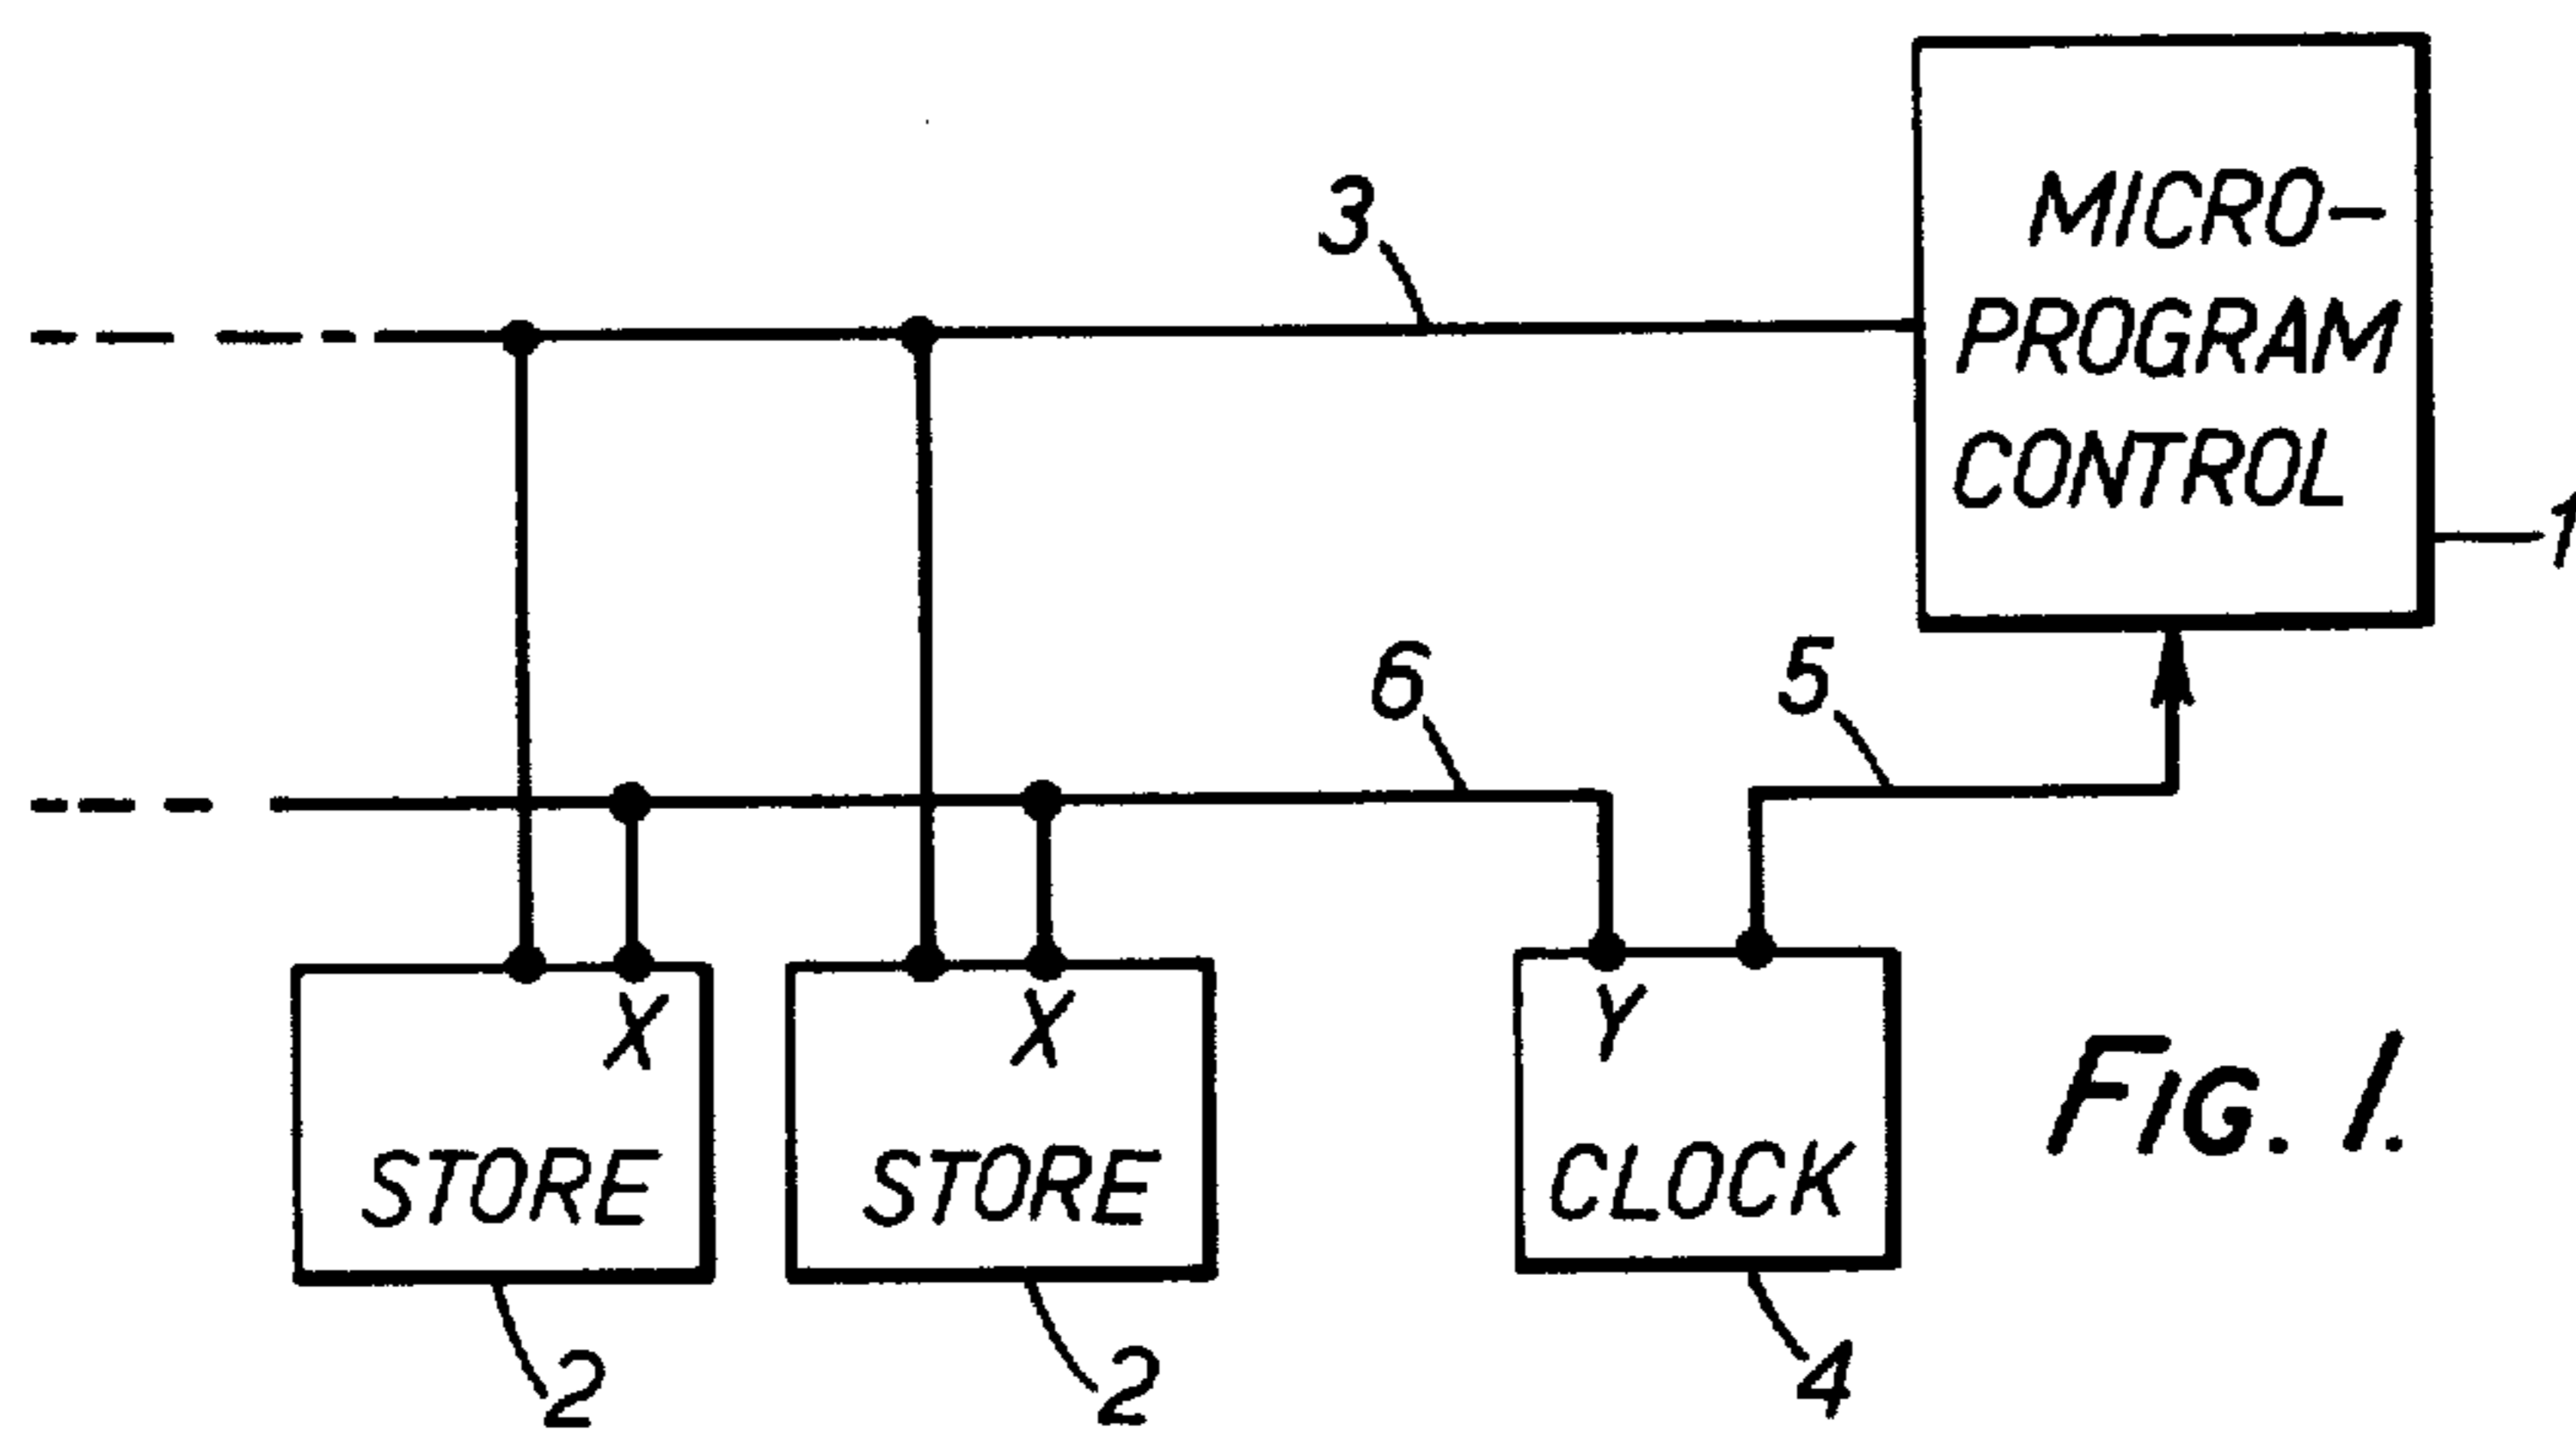 3
MICRO-
PROGRAM
CONTROL
1
6
5
X
X
Y
STORE
STORE
CLOCK
FIG. 1.
2
2
4